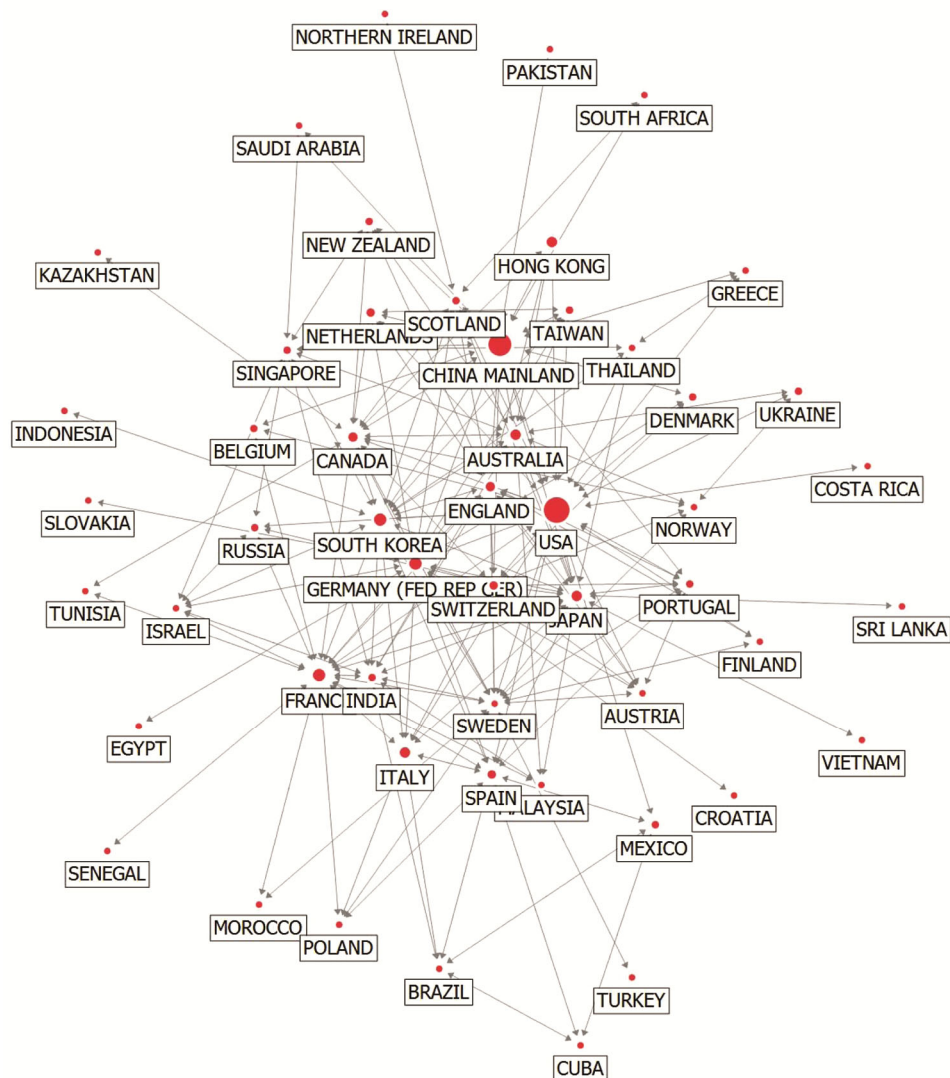 NORTHERN IRELAND
PAKISTAN
SOUTH AFRICA
SAUDI ARABIA
NEW ZEALAND
HONG KONG
KAZAKHSTAN
GREECE
SCOTLAND
NETHERLANDS
TAIWAN
SINGAPORE
CHINA MAINLAND
THAILAND
INDONESIA
BELGIUM
CANADA
AUSTRALIA
DENMARK
UKRAINE
COSTA RICA
SLOVAKIA
RUSSIA
SOUTH KOREA
ENGLAND
USA
NORWAY
GERMANY (FED REP GER)
TUNISIA
ISRAEL
SWITZERLAND
JAPAN
PORTUGAL
SRI LANKA
FINLAND
FRANC
INDIA
EGYPT
ITALY
SWEDEN
AUSTRIA
VIETNAM
SPAIN
MALAYSIA
CROATIA
SENEGAL
MEXICO
MOROCCO
POLAND
BRAZIL
TURKEY
CUBA